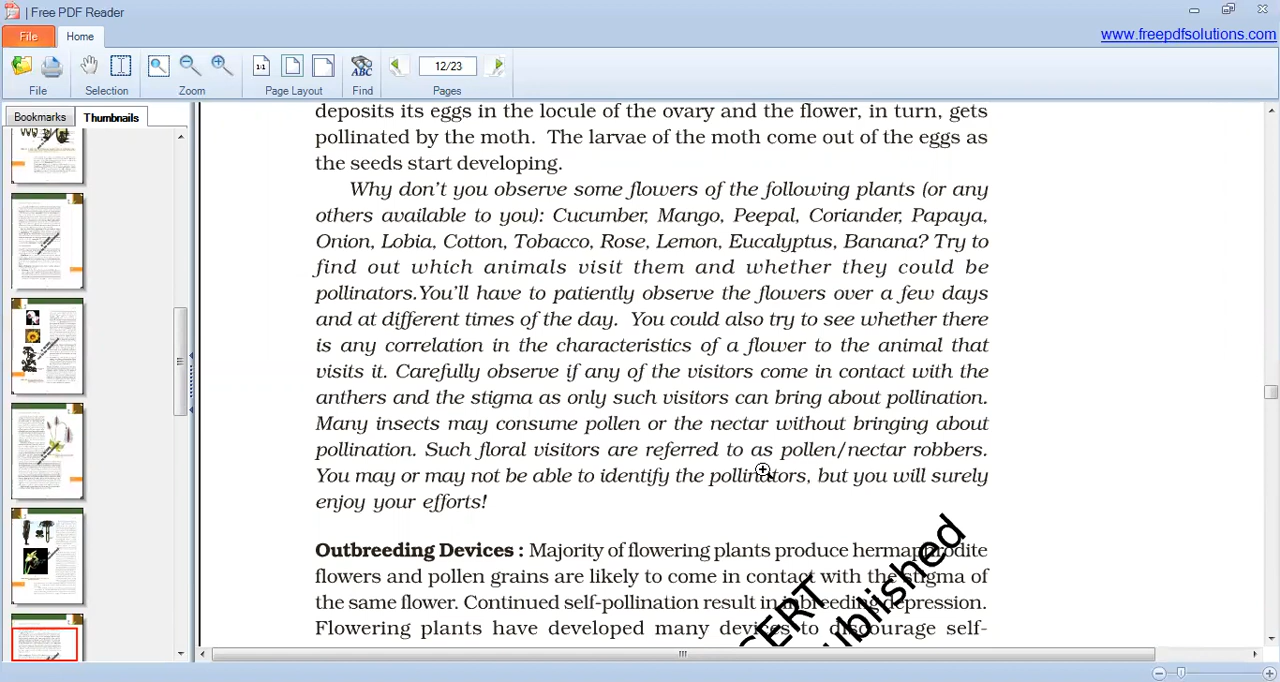 | Free PDF Reader
File
Home
www.freepdfsolutions.com
12/23
File
Selection
Zoom
Page Layout
Find
Pages
Bookmarks
Thumbnails
deposits its eggs in the locule of the ovary and the flower, in turn, gets
pollinated by the moth. The larvae of the moth come out of the eggs as
the seeds start developing.
Why don't you observe some flowers of the following plants (or any
others available to you): Cucumber, Mango, Peepal, Coriander, Papaya,
Onion, Lobia, Cotton, Tobacco, Rose, Lemon, Eucalyptus, Banana? Try to
find out which animals visit them and whether they could be
pollinators.You'll have to patiently observe the flowers over a few days
and at different times of the day. You could also try to see whether there
is any correlation in the characteristics of a flower to the animal that
visits it. Carefully observe if any of the visitors come in contact with the
anthers and the stigma as only such visitors can bring about pollination.
Many insects may consume pollen or the nectar without bringing about
pollination. Such floral visitors are referred to as pollen/nectar robbers.
You may or may not be able to identify the pollinators, but you will surely
enjoy your efforts!
Outbreeding Devices : Majority of flowering plants produce hermaphrodite
flowers and pollen grains are likely to come in contact with the stigma of
the same flower. Continued self-pollination result in inbreeding depression.
Flowering plants have developed many devices to discourage self-
CERT
ublished